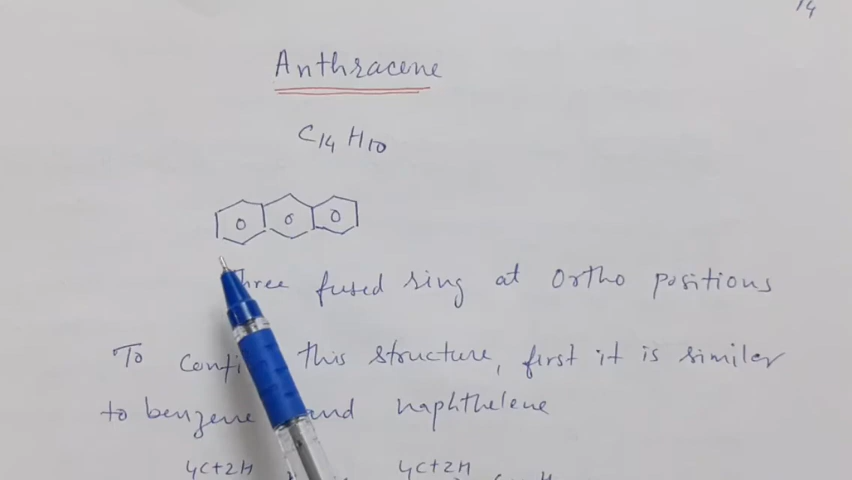 14
Anthracene
C14 H10
Three fused ring at Ortho positions
To this structure, first it is similer
to benzene and naphthelene
4C+2H 4C+2H